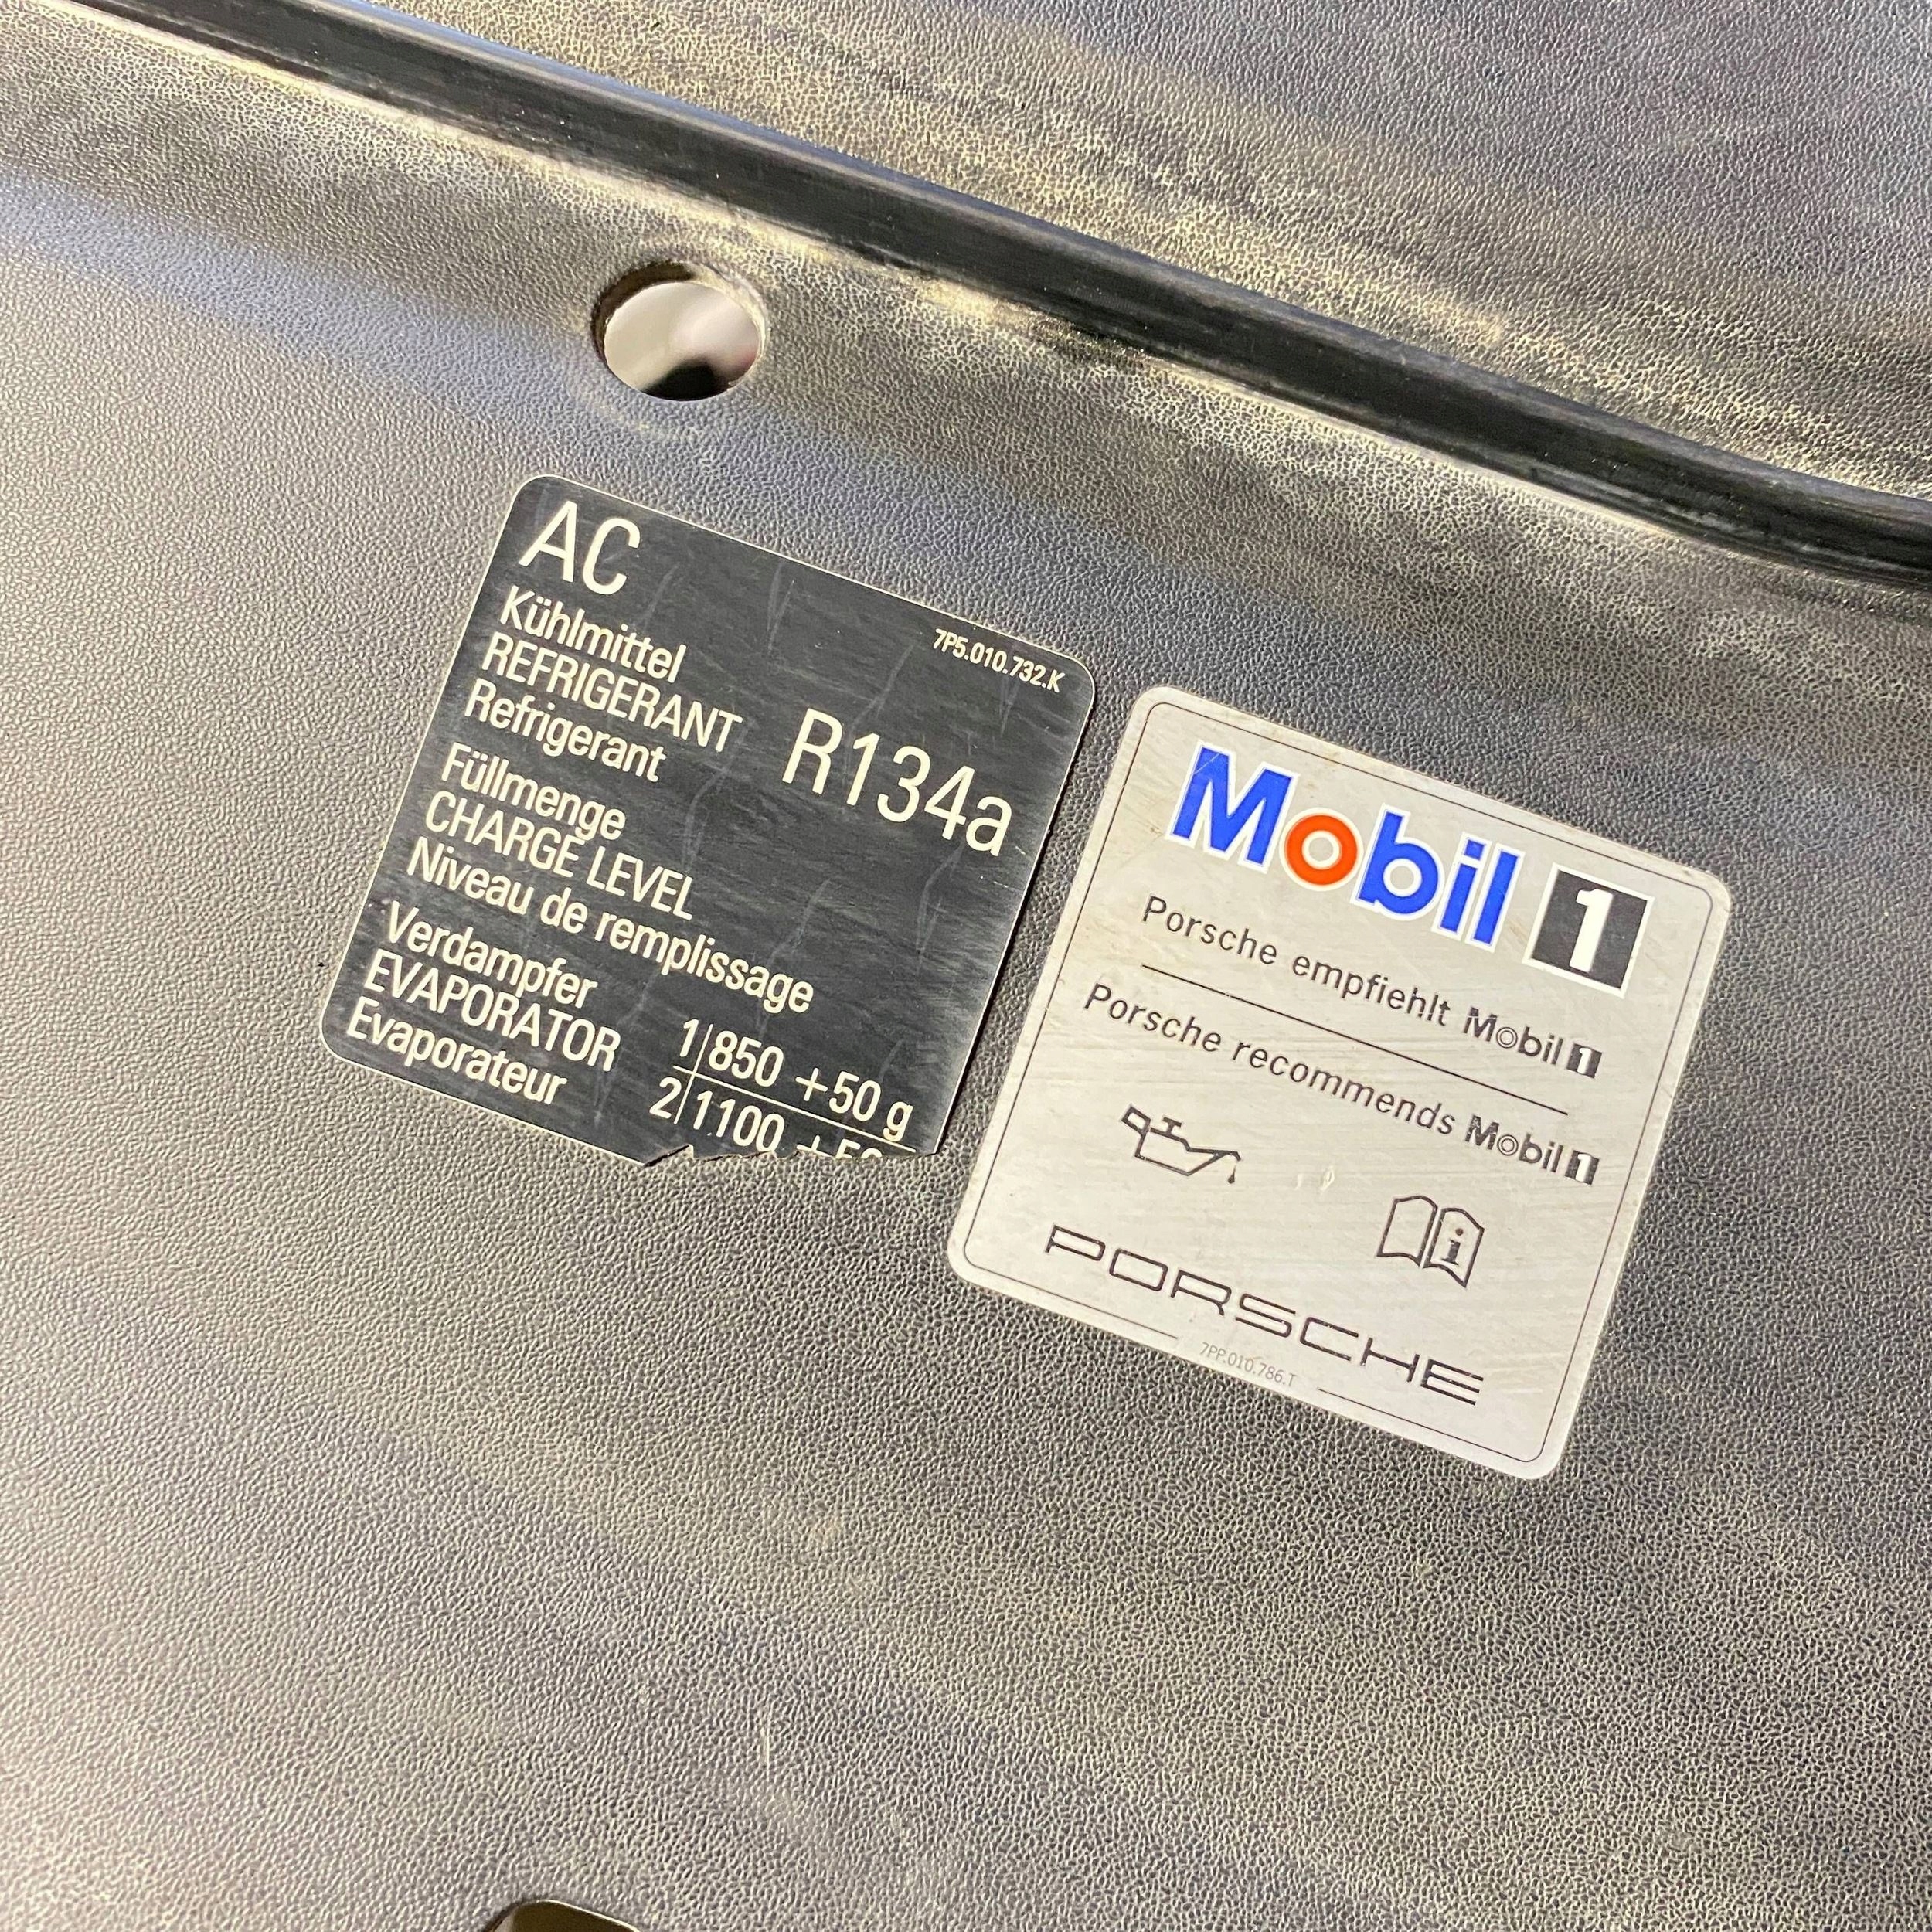 AC
7P5.010.732.K
Kühlmittel
REFRIGERANT
Refrigerant
R134a
Füllmenge
CHARGE LEVEL
Niveau de remplissage
Verdampfer
EVAPORATOR
Evaporateur
1 850 +50 g
2 1100
Mobil 1
Porsche empfiehlt Mobil 1
Porsche recommends Mobil 1
i
PORSCHE
7PP.010.786.T